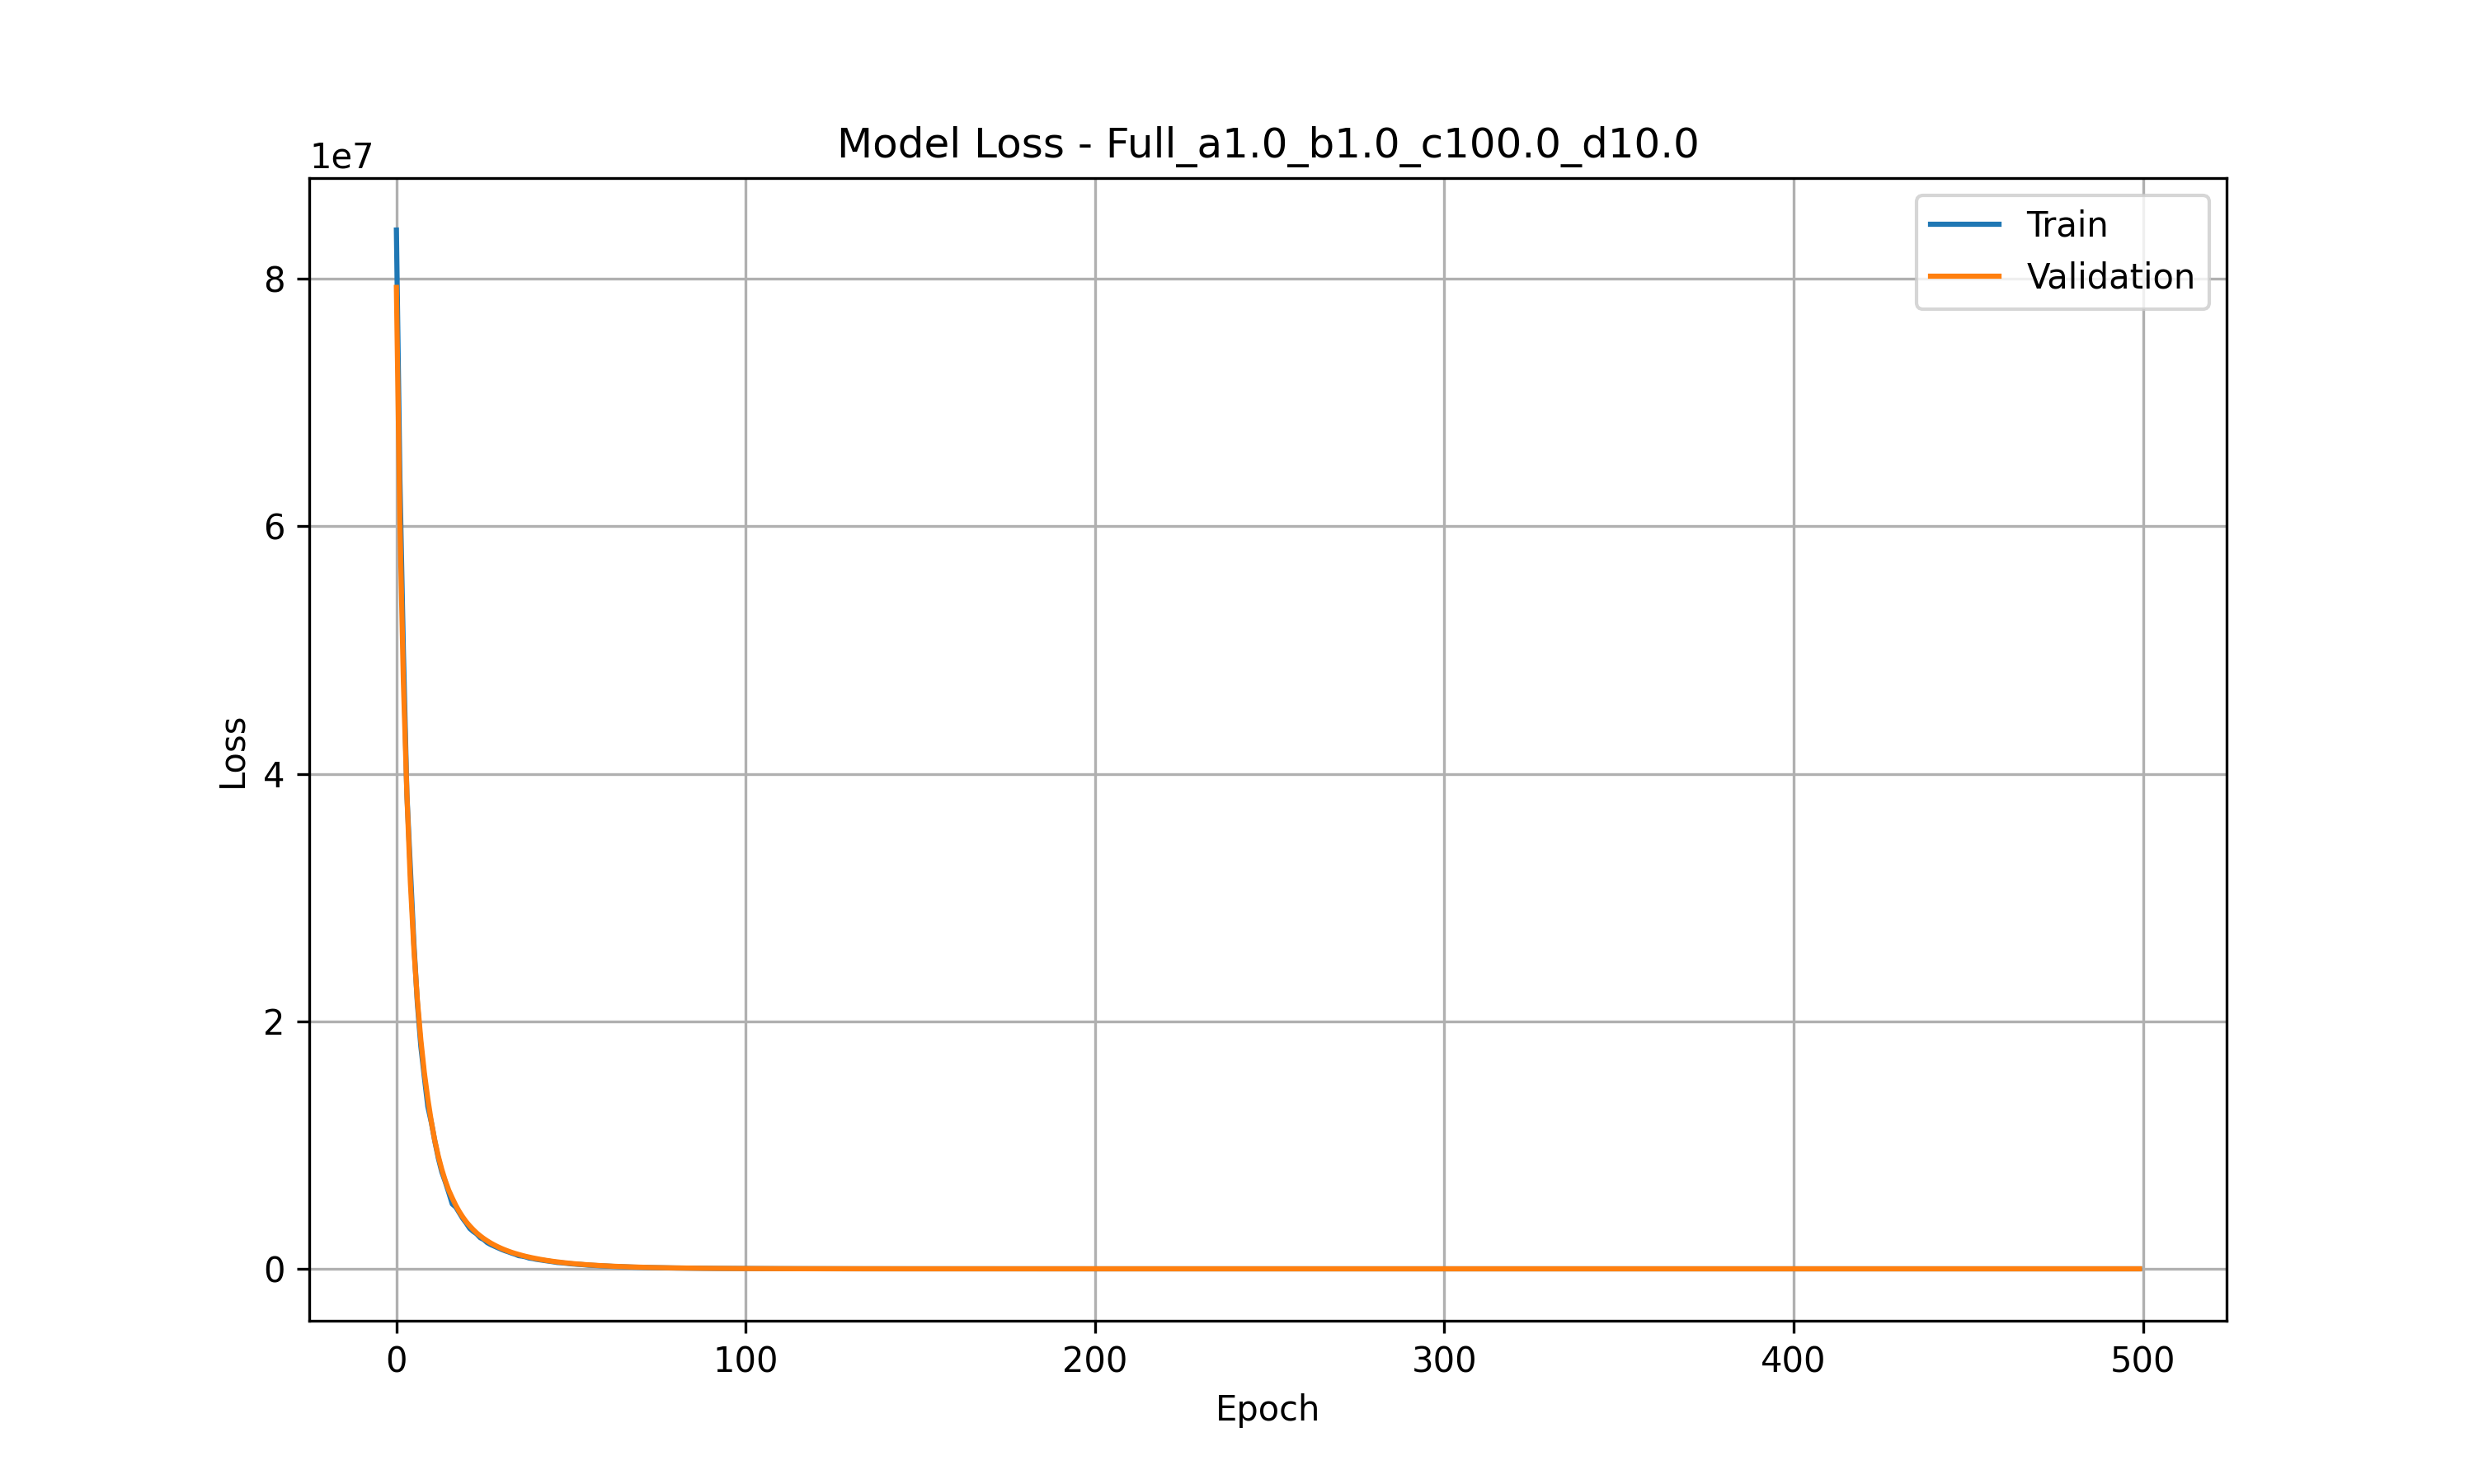 Model Loss - Full_a1.0_b1.0_c100.0_d10.0
1e7
Train
Validation
8
6
4
2
0
Loss
0 100 200 300 400 500
Epoch